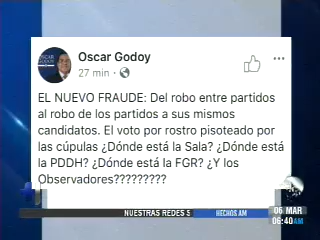 Oscar Godoy
27 min ·
EL NUEVO FRAUDE: Del robo entre partidos
al robo de los partidos a sus mismos
candidatos. El voto por rostro pisoteado por
las cúpulas ¿Dónde está la Sala? ¿Dónde está
la PDDH? ¿Dónde está la FGR? ¿Y los
Observadores?????????
NUESTRAS REDES S
HECHOS AM
06 MAR
06:40AM